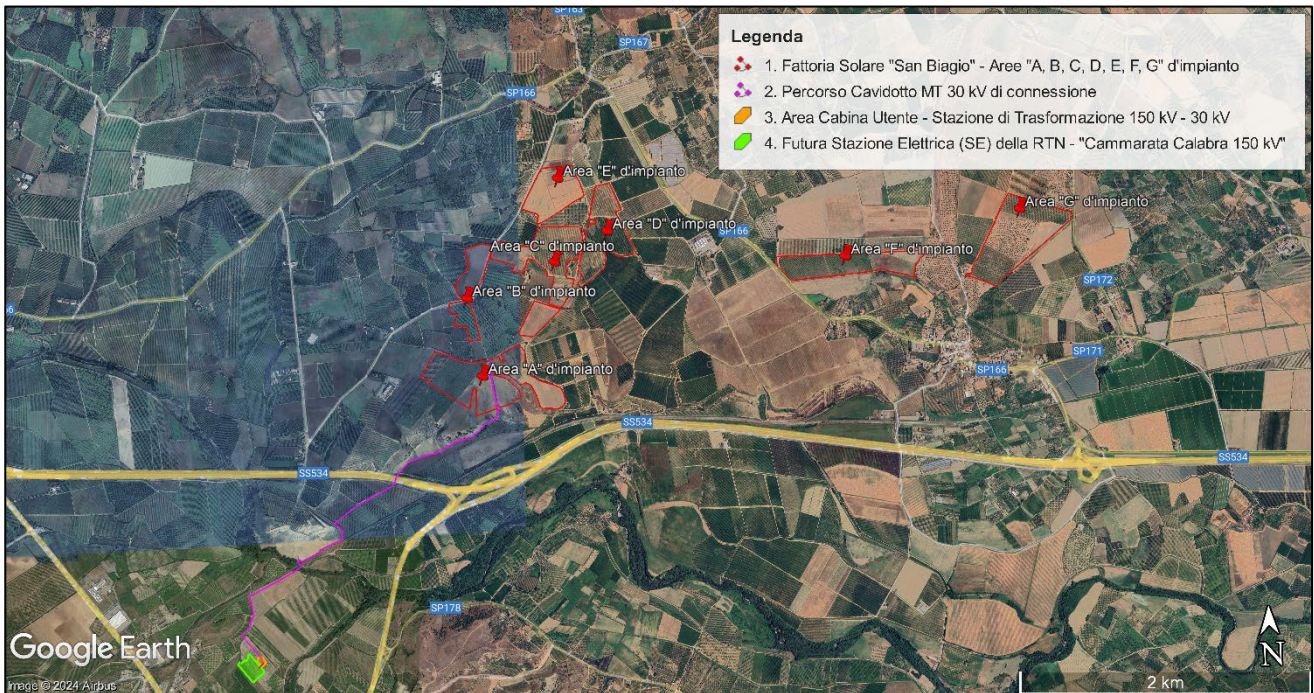 SP163
SP167
Legenda
1. Fattoria Solare "San Biagio" - Aree "A, B, C, D, E, F, G" d'impianto
2. Percorso Cavidotto MT 30 kV di connessione
3. Area Cabina Utente - Stazione di Trasformazione 150 kV - 30 kV
4. Futura Stazione Elettrica (SE) della RTN - "Cammarata Calabra 150 kV"
SP166
Area "E" d'impianto
Area "G" d'impianto
Area "D" d'impianto
SP166
Area "C" d'impianto
Area "F" d'impianto
SP172
Area "B" d'impianto
SP171
Area "A" d'impianto
SP166
SS534
SS534
SS534
SP178
Google Earth
Image © 2024 Airbus
N
2 km